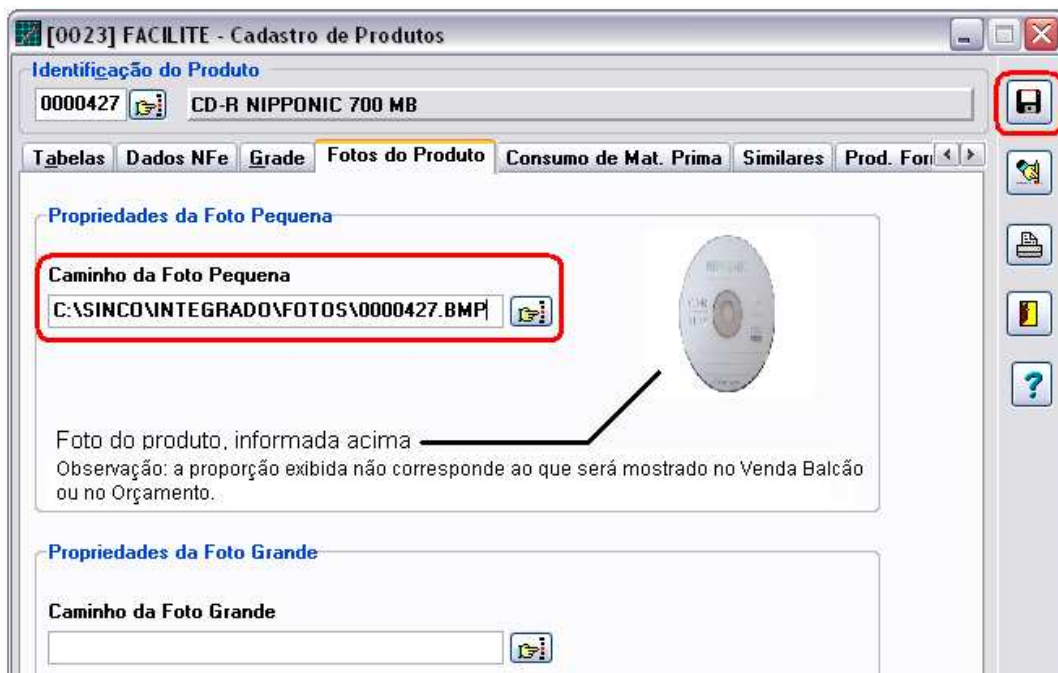 [0023] FACILITE - Cadastro de Produtos
Identificação do Produto
0000427 CD-R NIPPONIC 700 MB
Tabelas Dados NFe Grade Fotos do Produto Consumo de Mat. Prima Similares Prod. For
Propriedades da Foto Pequena
Caminho da Foto Pequena
C:\SINCO\INTEGRADO\FOTOS\0000427.BMP
Foto do produto, informada acima
Observação: a proporção exibida não corresponde ao que será mostrado no Venda Balcão
ou no Orçamento.
Propriedades da Foto Grande
Caminho da Foto Grande